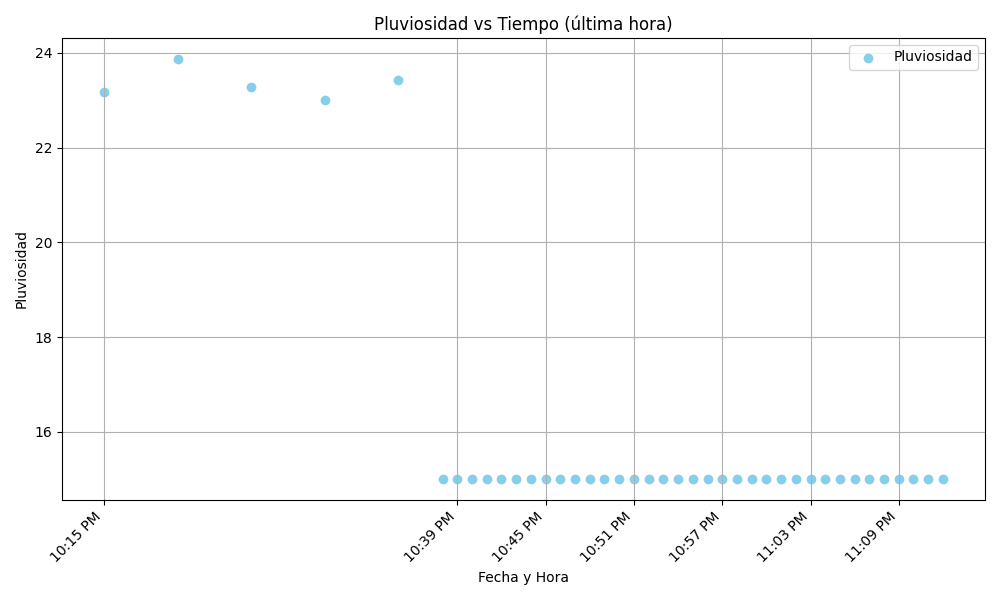 Pluviosidad vs Tiempo (última hora)
Pluviosidad
24
22
20
18
16
Pluviosidad
10:15 PM
10:39 PM
10:45 PM
10:51 PM
10:57 PM
11:03 PM
11:09 PM
Fecha y Hora